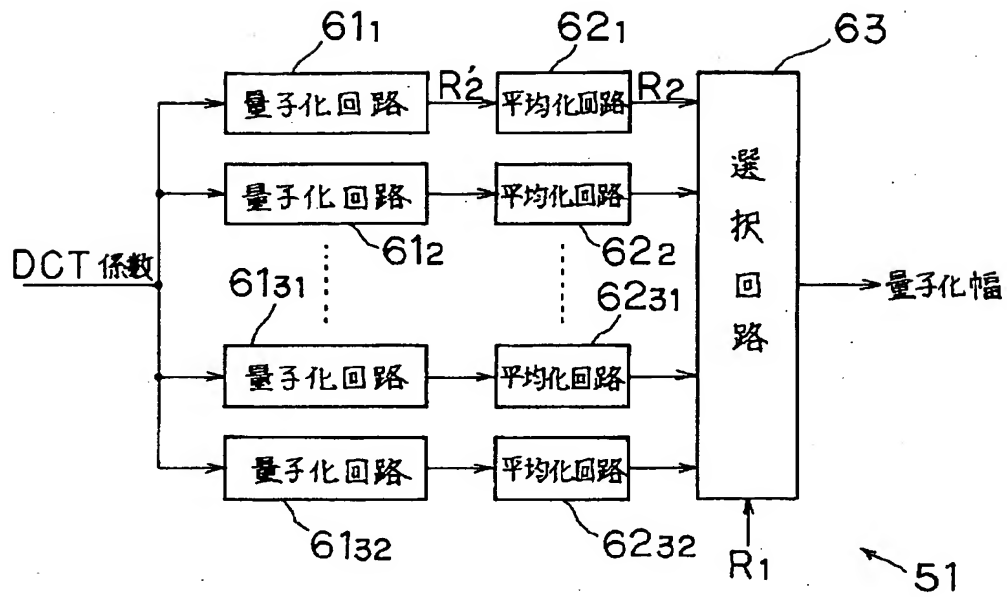 61₁
62₁
63
量子化回路
R₂′
平均化回路
R₂
選択回路
量子化回路
平均化回路
61₂
62₂
DCT 係数
量子化幅
61₃₁
62₃₁
量子化回路
平均化回路
量子化回路
平均化回路
61₃₂
62₃₂
R₁
51